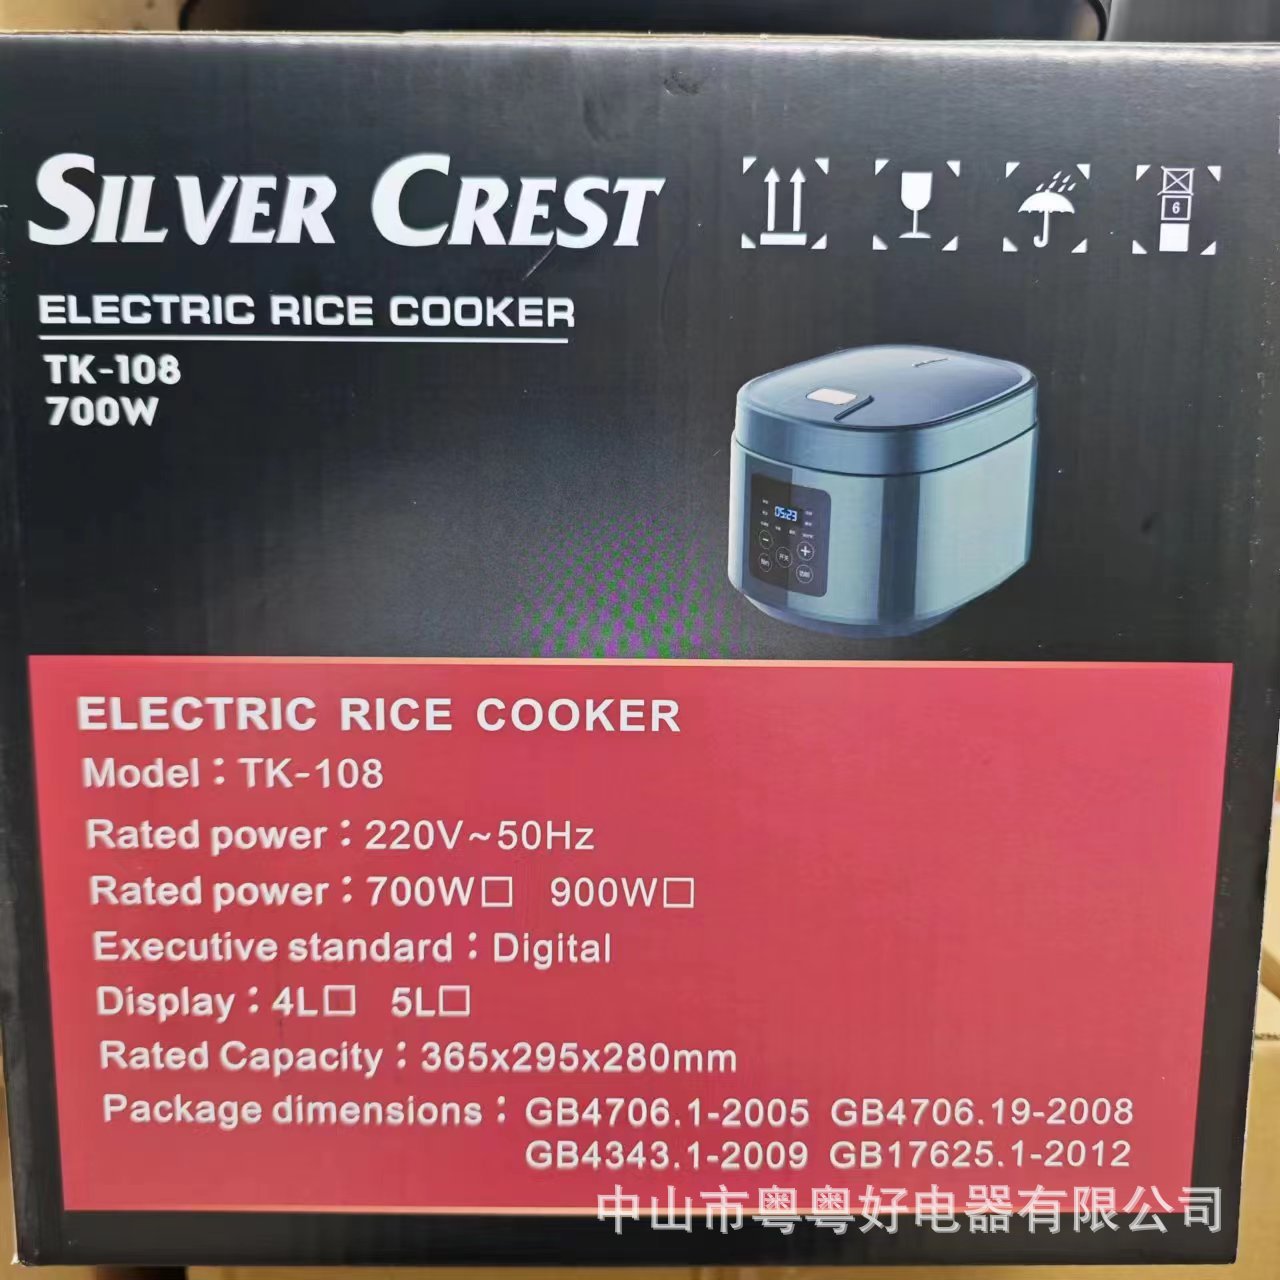 SILVER CREST
6
ELECTRIC RICE COOKER
TK-108
700W
05:23
ELECTRIC RICE COOKER
Model：TK-108
Rated power：220V~50Hz
Rated power：700W□ 900W□
Executive standard：Digital
Display：4L□ 5L□
Rated Capacity：365x295x280mm
Package dimensions：GB4706.1-2005 GB4706.19-2008
GB4343.1-2009 GB17625.1-2012
中山市粤粤好电器有限公司